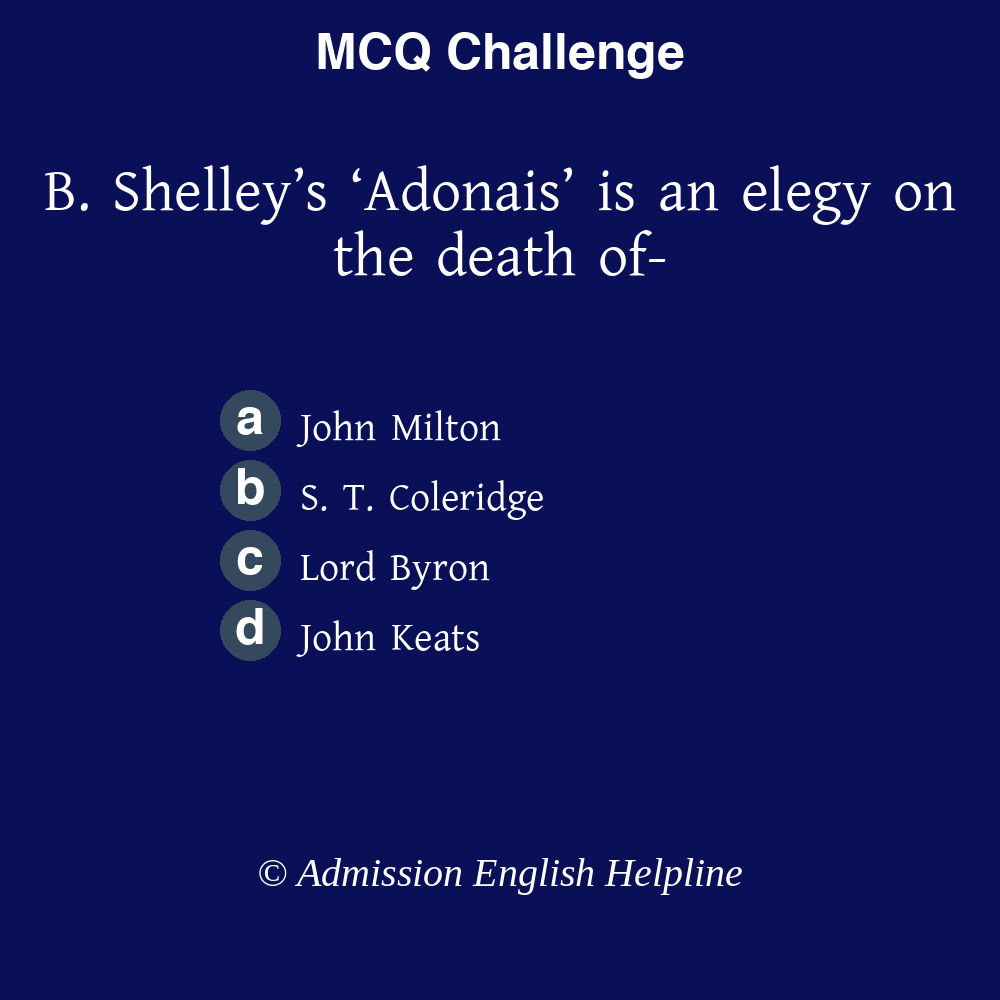 MCQ Challenge
B. Shelley’s ‘Adonais’ is an elegy on
the death of-
a John Milton
b S. T. Coleridge
c Lord Byron
d John Keats
© Admission English Helpline